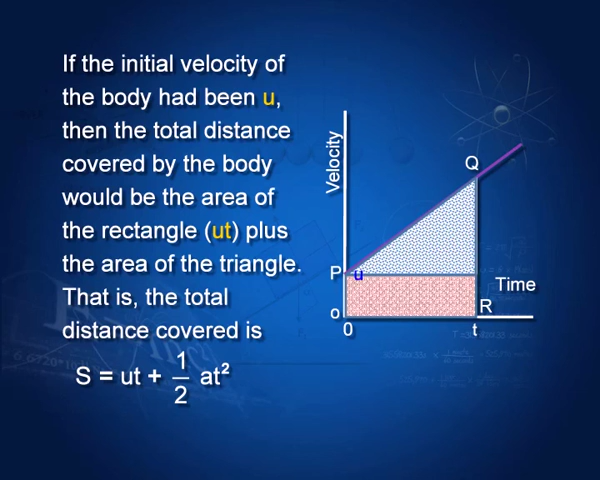 If the initial velocity of
the body had been u,
then the total distance
covered by the body
would be the area of
the rectangle (ut) plus
the area of the triangle.
That is, the total
distance covered is
S = ut + 1/2 at²
Velocity
Q
P
u
Time
R
o
0
t